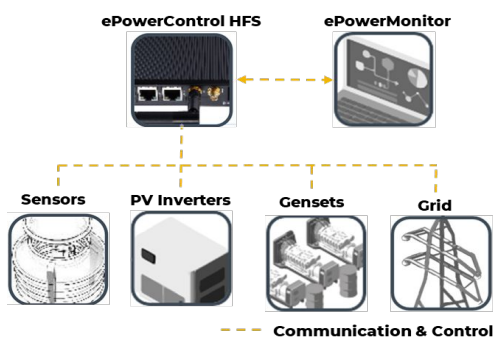 ePowerControl HFS
ePowerMonitor
Sensors
PV Inverters
Gensets
Grid
Communication & Control